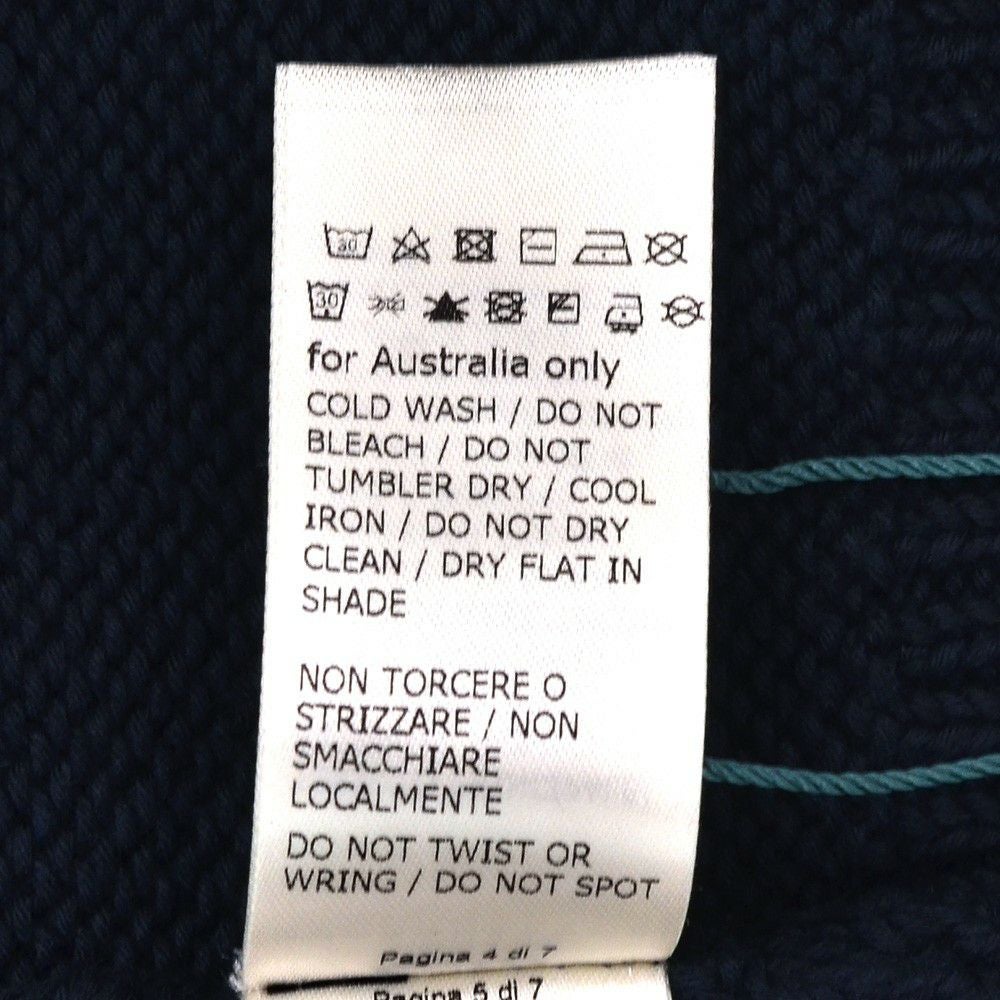 30
30
for Australia only
COLD WASH / DO NOT
BLEACH / DO NOT
TUMBLER DRY / COOL
IRON / DO NOT DRY
CLEAN / DRY FLAT IN
SHADE
NON TORCERE O
STRIZZARE / NON
SMACCHIARE
LOCALMENTE
DO NOT TWIST OR
WRING / DO NOT SPOT
Pagina 4 di 7
Pagina 5 di 7